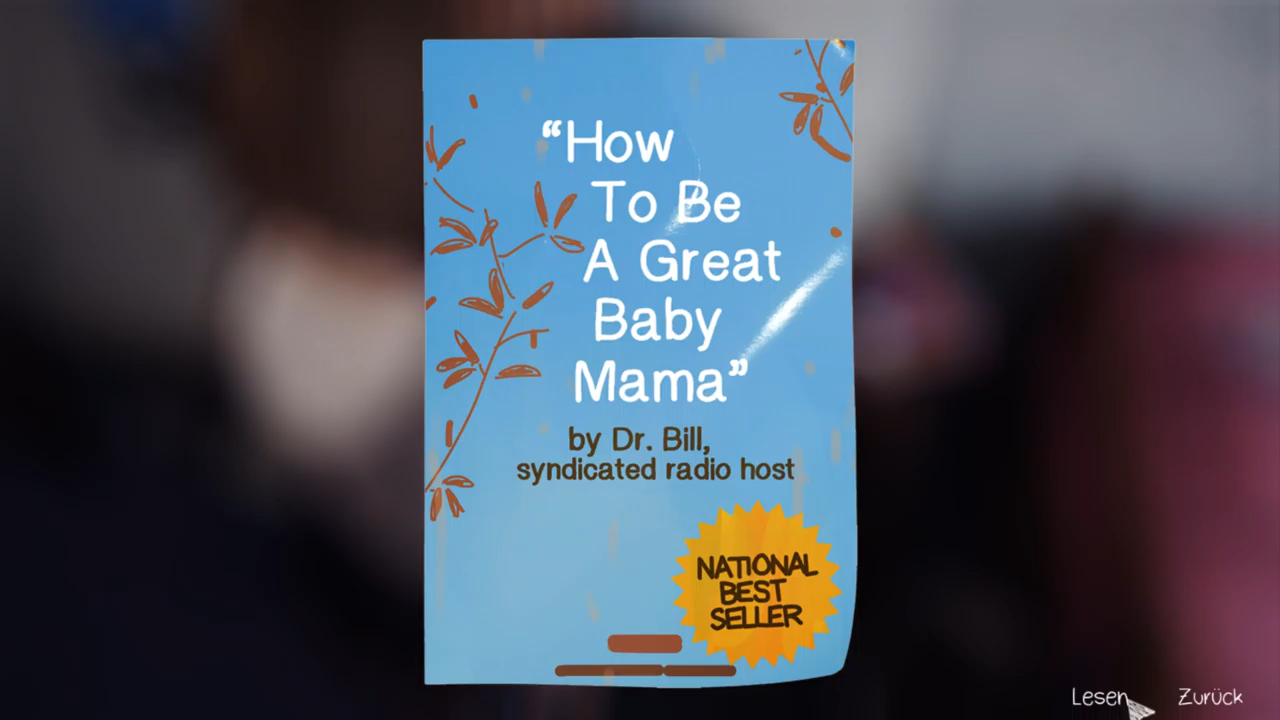 “How
To Be
A Great
Baby
Mama”
by Dr. Bill,
syndicated radio host
NATIONAL
BEST
SELLER
Lesen Zurück